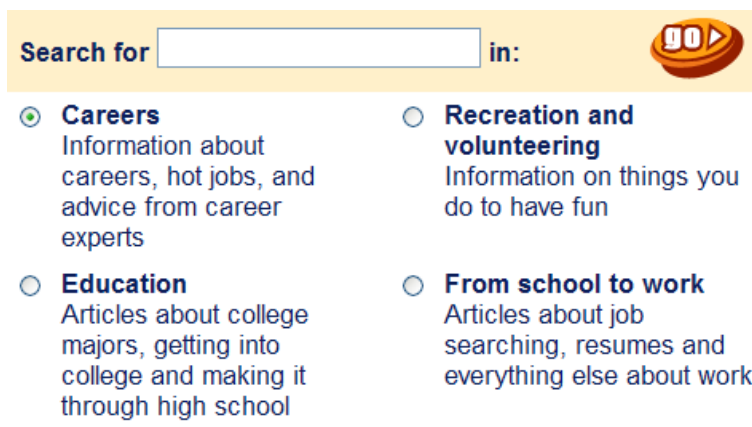 Search for in: go
Careers
Information about
careers, hot jobs, and
advice from career
experts
Recreation and
volunteering
Information on things you
do to have fun
Education
Articles about college
majors, getting into
college and making it
through high school
From school to work
Articles about job
searching, resumes and
everything else about work